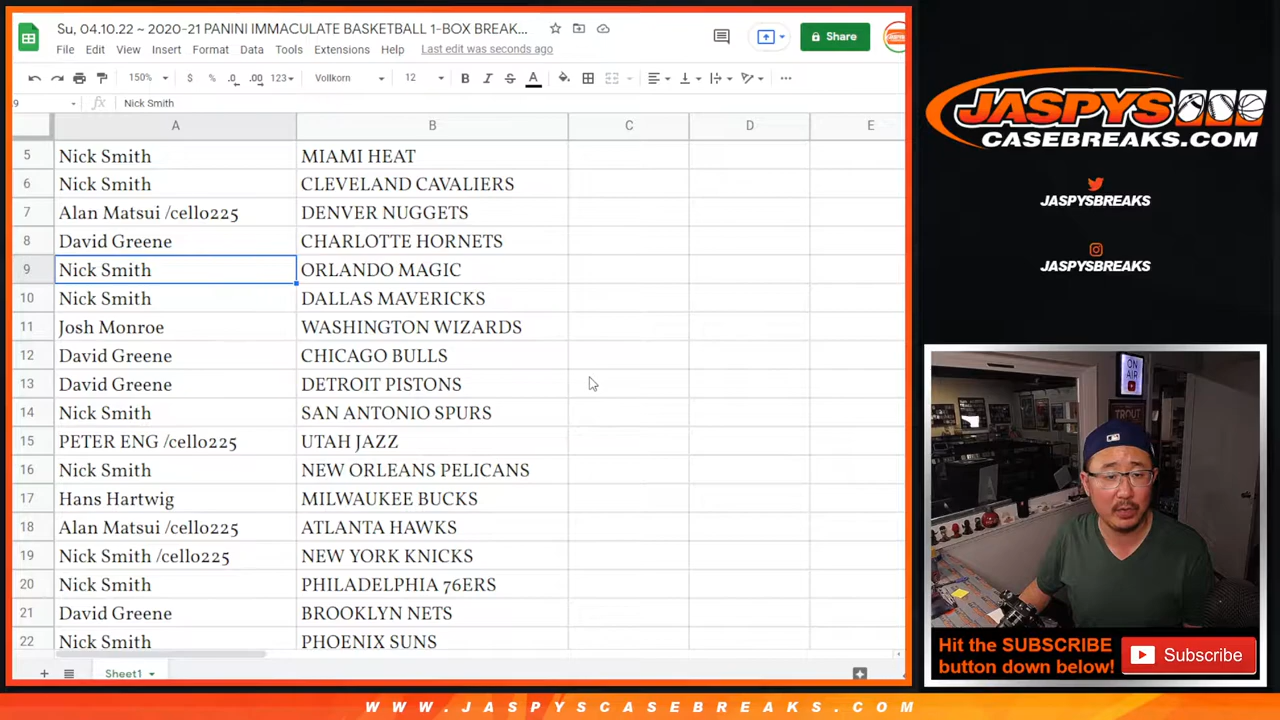 Su, 04.10.22 ~ 2020-21 PANINI IMMACULATE BASKETBALL 1-BOX BREAK...
File Edit View Insert Format Data Tools Extensions Help Last edit was seconds ago
Share
150% $ % .0 .00 123 Vollkorn 12 B I S A
9 fx Nick Smith
A B C D E
5 Nick Smith MIAMI HEAT
6 Nick Smith CLEVELAND CAVALIERS
7 Alan Matsui /cello225 DENVER NUGGETS
8 David Greene CHARLOTTE HORNETS
9 Nick Smith ORLANDO MAGIC
10 Nick Smith DALLAS MAVERICKS
11 Josh Monroe WASHINGTON WIZARDS
12 David Greene CHICAGO BULLS
13 David Greene DETROIT PISTONS
14 Nick Smith SAN ANTONIO SPURS
15 PETER ENG /cello225 UTAH JAZZ
16 Nick Smith NEW ORLEANS PELICANS
17 Hans Hartwig MILWAUKEE BUCKS
18 Alan Matsui /cello225 ATLANTA HAWKS
19 Nick Smith /cello225 NEW YORK KNICKS
20 Nick Smith PHILADELPHIA 76ERS
21 David Greene BROOKLYN NETS
22 Nick Smith PHOENIX SUNS
Sheet1
JASPYS
CASEBREAKS.COM
JASPYSBREAKS
JASPYSBREAKS
ON
AIR
TROUT
Hit the SUBSCRIBE
button down below!
Subscribe
WWW.JASPYSCASEBREAKS.COM